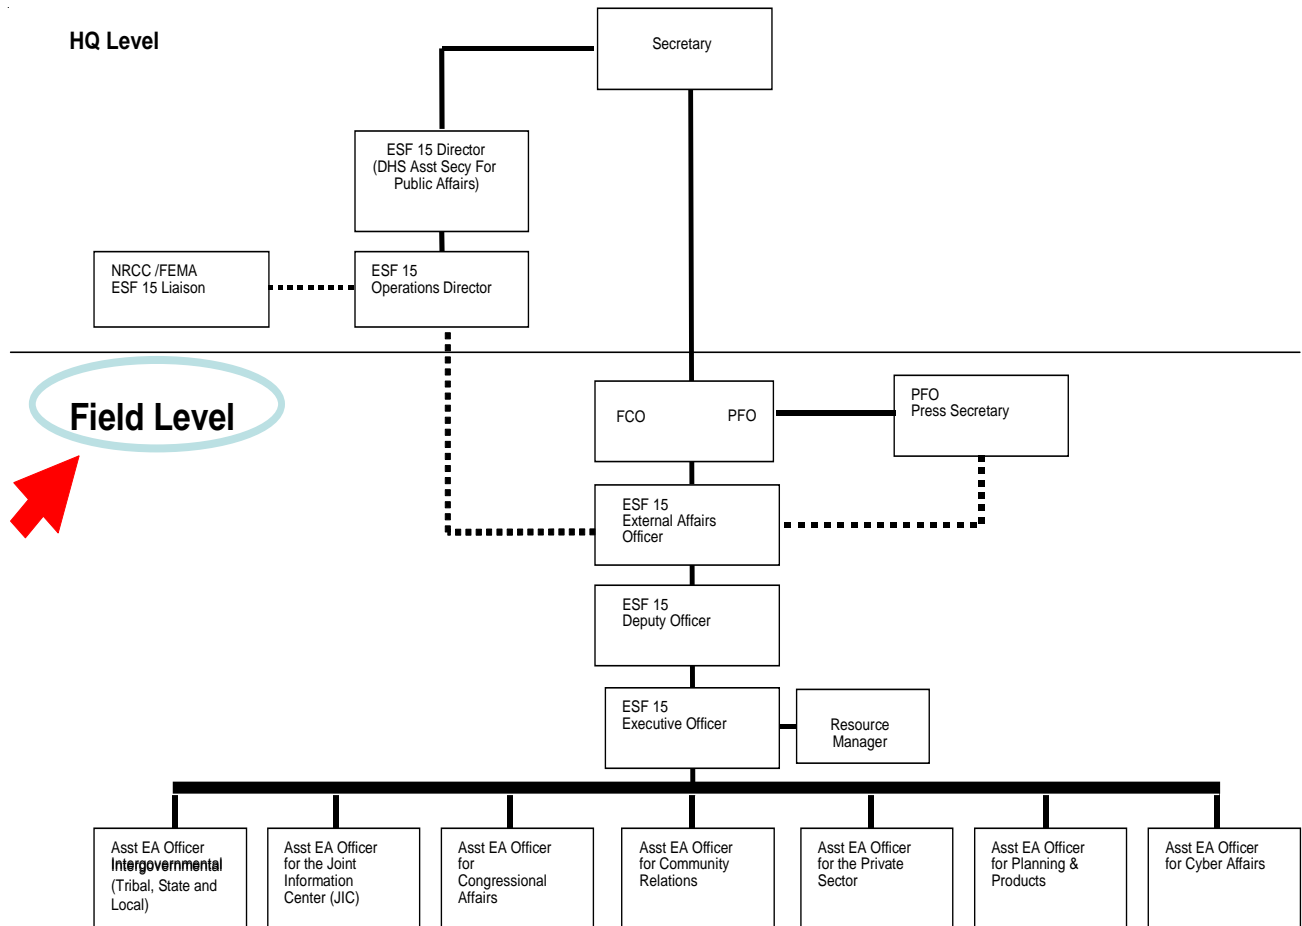 HQ Level
Secretary
ESF 15 Director
(DHS Asst Secy For
Public Affairs)
NRCC /FEMA
ESF 15 Liaison
ESF 15
Operations Director
Field Level
FCO PFO
PFO
Press Secretary
ESF 15
External Affairs
Officer
ESF 15
Deputy Officer
ESF 15
Executive Officer
Resource
Manager
Asst EA Officer
Intergovernmental
(Tribal, State and
Local)
Asst EA Officer
for the Joint
Information
Center (JIC)
Asst EA Officer
for
Congressional
Affairs
Asst EA Officer
for Community
Relations
Asst EA Officer
for the Private
Sector
Asst EA Officer
for Planning &
Products
Asst EA Officer
for Cyber Affairs